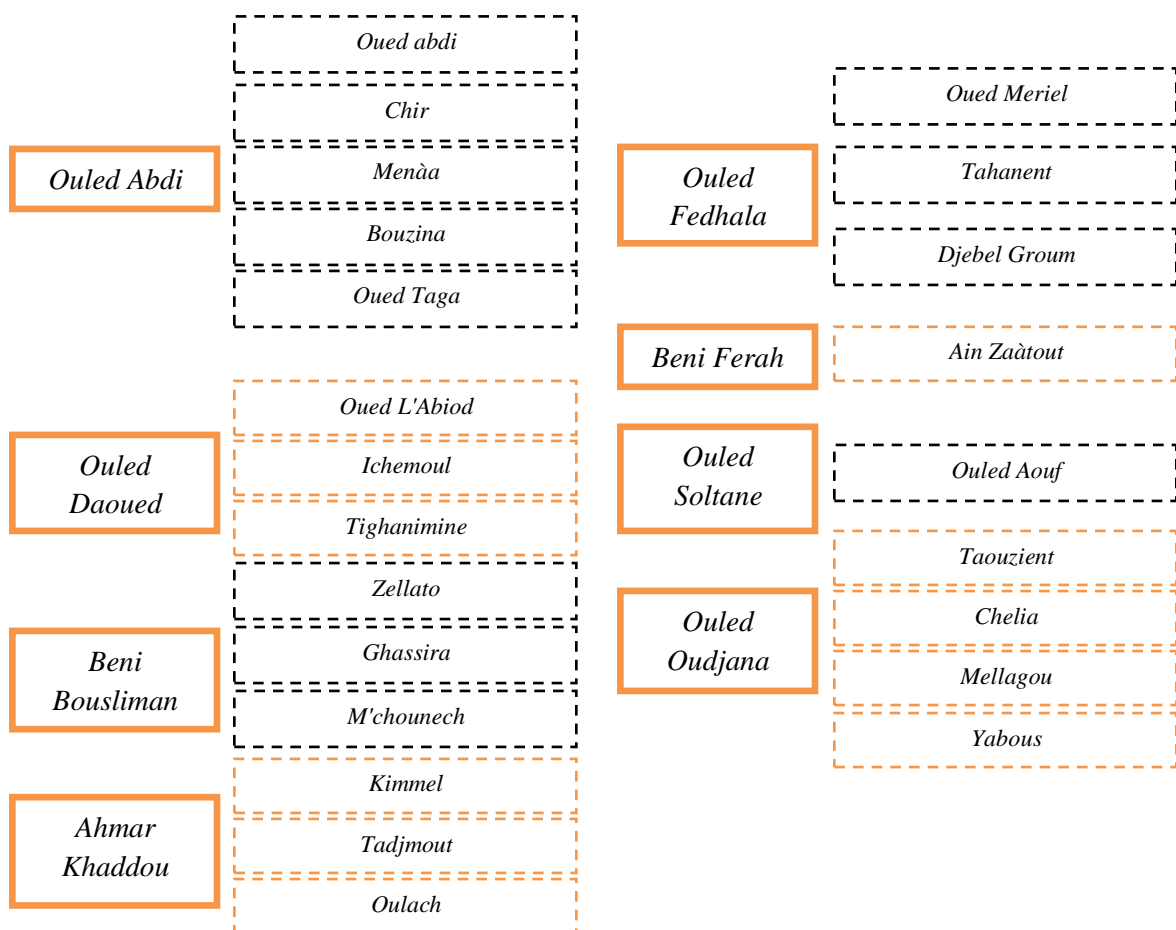 Ouled Abdi
Oued abdi
Chir
Menàa
Bouzina
Oued Taga
Ouled
Daoued
Oued L'Abiod
Ichemoul
Tighanimine
Beni
Bousliman
Zellato
Ghassira
M'chounech
Ahmar
Khaddou
Kimmel
Tadjmout
Oulach
Ouled
Fedhala
Oued Meriel
Tahanent
Djebel Groum
Beni Ferah
Ain Zaàtout
Ouled
Soltane
Ouled Aouf
Ouled
Oudjana
Taouzient
Chelia
Mellagou
Yabous